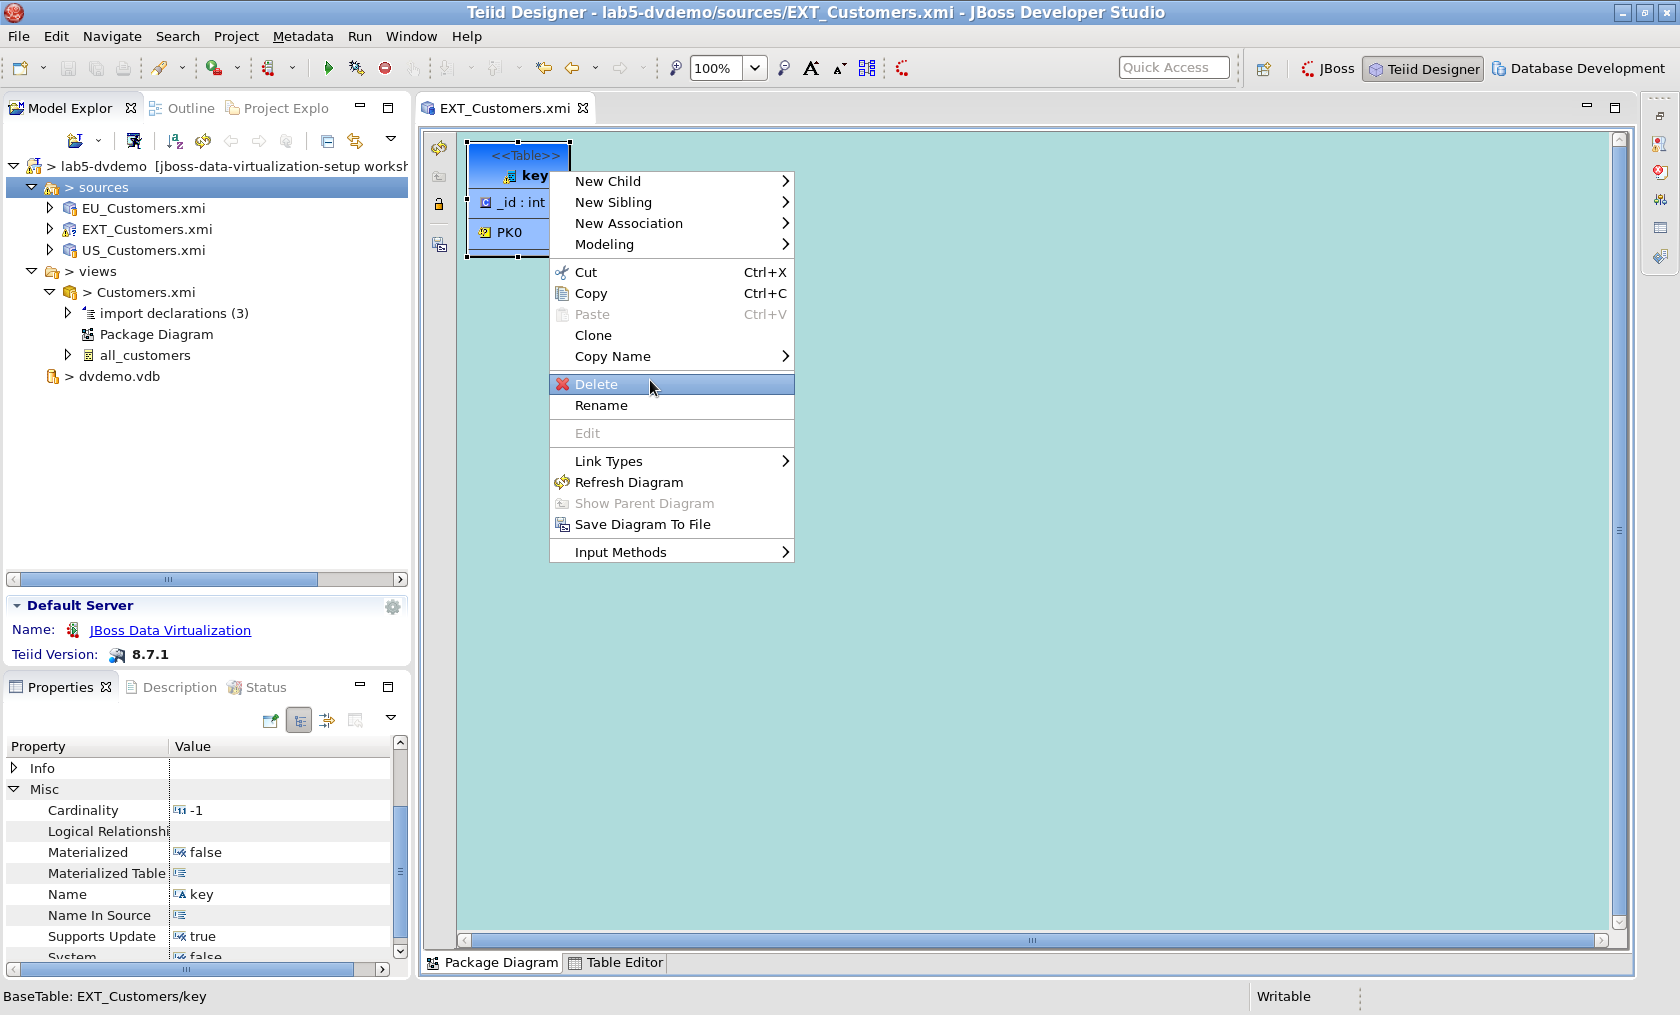 Teiid Designer - lab5-dvdemo/sources/EXT_Customers.xmi - JBoss Developer Studio
File Edit Navigate Search Project Metadata Run Window Help
100% Quick Access JBoss Teiid Designer Database Development
Model Explor Outline Project Explo
EXT_Customers.xmi
> lab5-dvdemo [jboss-data-virtualization-setup worksh
> sources
EU_Customers.xmi
EXT_Customers.xmi
US_Customers.xmi
> views
> Customers.xmi
import declarations (3)
Package Diagram
all_customers
> dvdemo.vdb
<<Table>>
key
_id : int
PK0
New Child
New Sibling
New Association
Modeling
Cut Ctrl+X
Copy Ctrl+C
Paste Ctrl+V
Clone
Copy Name
Delete
Rename
Edit
Link Types
Refresh Diagram
Show Parent Diagram
Save Diagram To File
Input Methods
Default Server
Name: JBoss Data Virtualization
Teiid Version: 8.7.1
Properties Description Status
Property Value
Info
Misc
Cardinality -1
Logical Relationshi
Materialized false
Materialized Table
Name key
Name In Source
Supports Update true
System false
Package Diagram Table Editor
BaseTable: EXT_Customers/key Writable